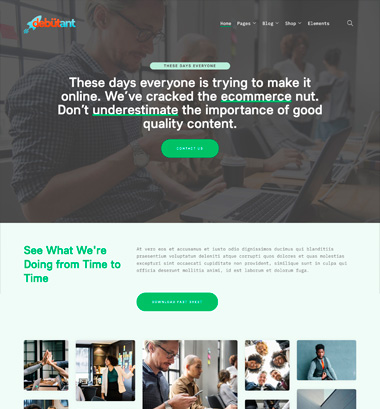 debütant
Home Pages Blog Shop Elements
THESE DAYS EVERYONE
These days everyone is trying to make it
online. We've cracked the ecommerce nut.
Don't underestimate the importance of good
quality content.
CONTACT US
See What We're
Doing from Time to
Time
At vero eos et accusamus et iusto odio dignissimos ducimus qui blanditiis
praesentium voluptatum deleniti atque corrupti quos dolores et quas molestias
excepturi sint occaecati cupiditate non provident, similique sunt in culpa qui
officia deserunt mollitia animi, id est laborum et dolorum fuga.
DOWNLOAD FAST GREAT